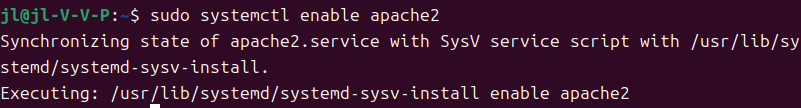 jl@jl-V-V-P:~$ sudo systemctl enable apache2
Synchronizing state of apache2.service with SysV service script with /usr/lib/sy
stemd/systemd-sysv-install.
Executing: /usr/lib/systemd/systemd-sysv-install enable apache2